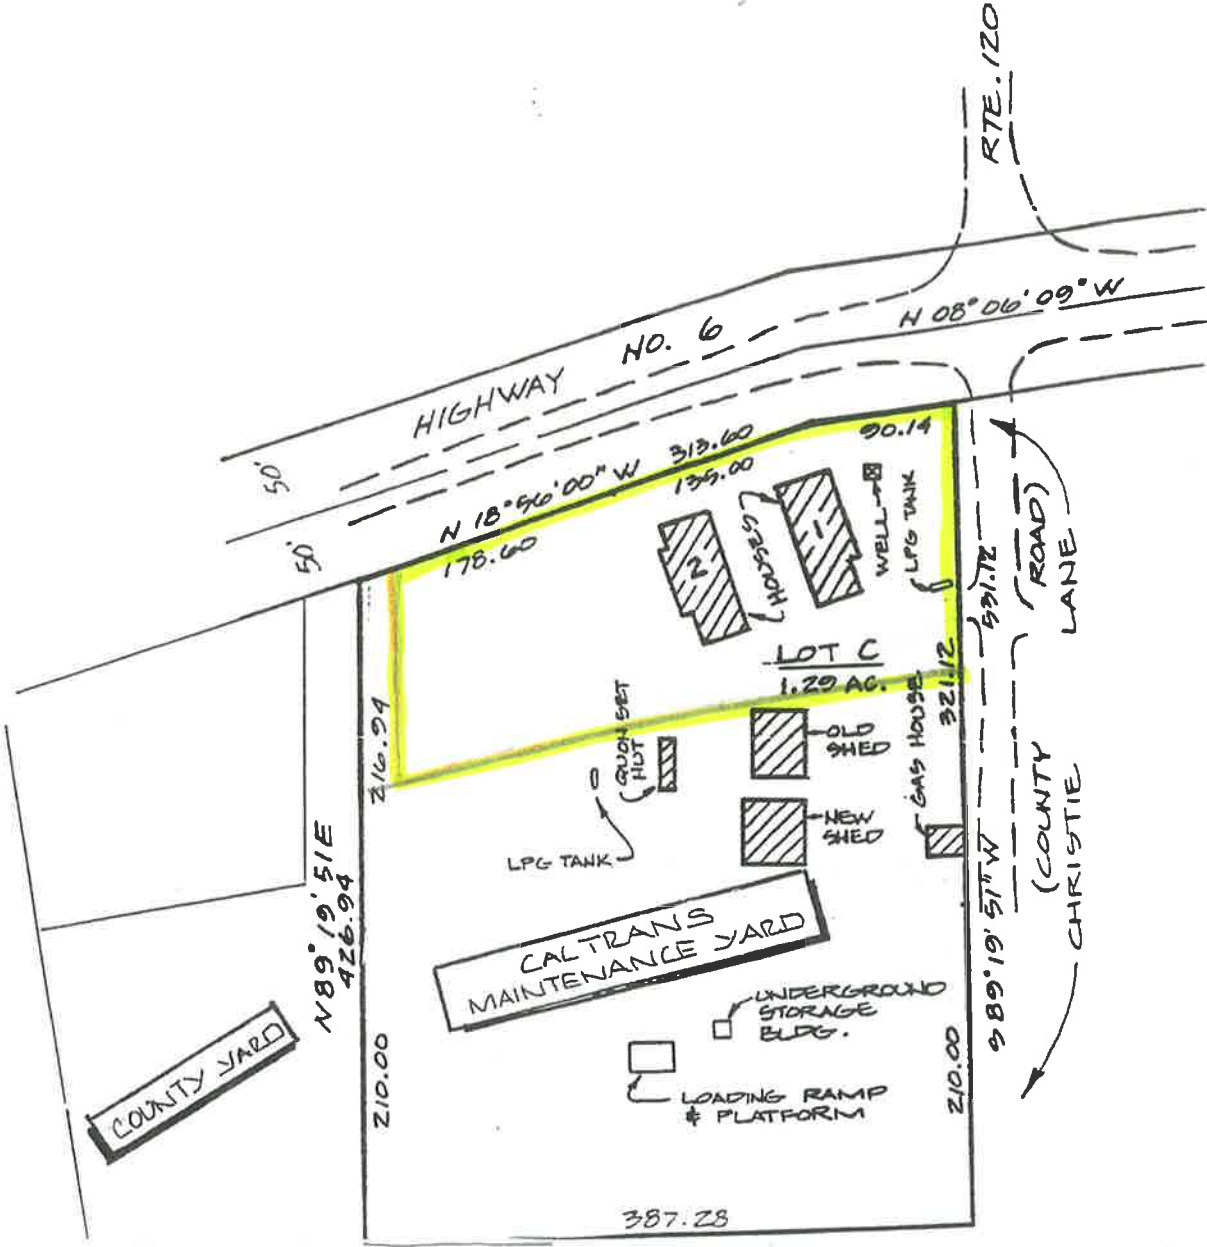 RTE. 120
N 08° 06' 09" W
HIGHWAY NO. 6
50'
50'
N 18° 56' 00" W
313.60
135.00
90.14
178.60
HOUSES
1
2
WELL
LPG TANK
LOT C
1.29 AC.
531.12
321.12
216.94
QUONSET
HUT
OLD
SHED
NEW
SHED
GAS HOUSE
LPG TANK
N 89° 19' 51 E
426.94
CALTRANS
MAINTENANCE YARD
COUNTY YARD
UNDERGROUND
STORAGE
BLDG.
LOADING RAMP
& PLATFORM
210.00
210.00
S 89° 19' 51" W
(COUNTY ROAD)
CHRISTIE LANE
387.28